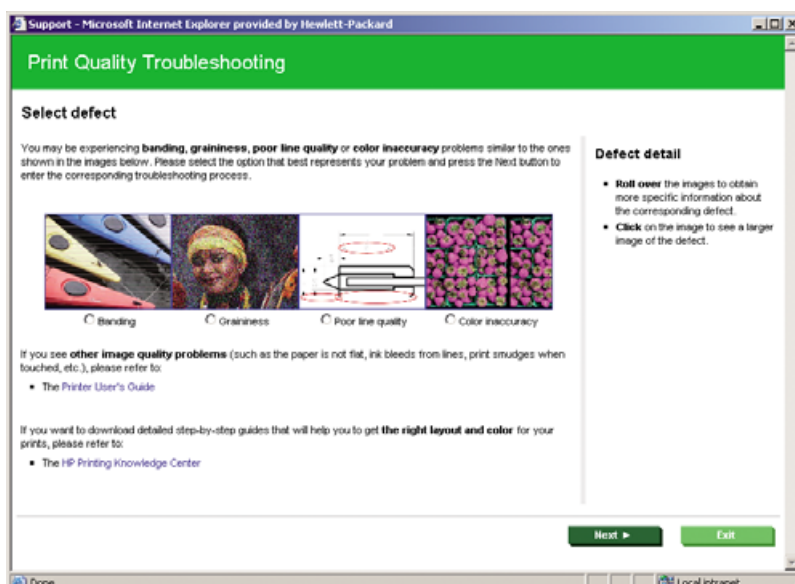 Support - Microsoft Internet Explorer provided by Hewlett-Packard
Print Quality Troubleshooting
Select defect
You may be experiencing banding, graininess, poor line quality or color inaccuracy problems similar to the ones
shown in the images below. Please select the option that best represents your problem and press the Next button to
enter the corresponding troubleshooting process.
Banding
Graininess
Poor line quality
Color inaccuracy
If you see other image quality problems (such as the paper is not flat, ink bleeds from lines, print smudges when
touched, etc.), please refer to:
• The Printer User's Guide
If you want to download detailed step-by-step guides that will help you to get the right layout and color for your
prints, please refer to:
• The HP Printing Knowledge Center
Defect detail
• Roll over the images to obtain
more specific information about
the corresponding defect.
• Click on the image to see a larger
image of the defect.
Next ►
Exit
Done
Local intranet